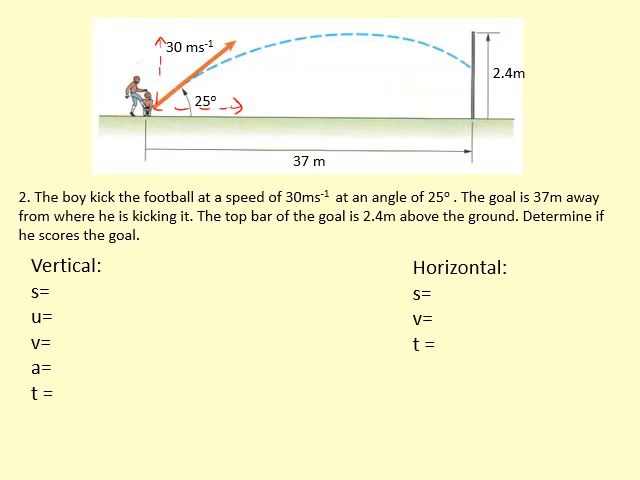 30 ms⁻¹
2.4m
25º
37 m
2. The boy kick the football at a speed of 30ms⁻¹ at an angle of 25º . The goal is 37m away
from where he is kicking it. The top bar of the goal is 2.4m above the ground. Determine if
he scores the goal.
Vertical:
s=
u=
v=
a=
t =
Horizontal:
s=
v=
t =